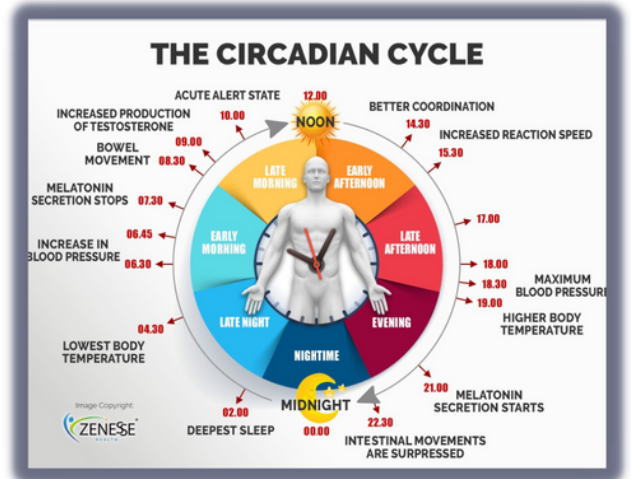 THE CIRCADIAN CYCLE
ACUTE ALERT STATE
12.00
NOON
10.00
INCREASED PRODUCTION
OF TESTOSTERONE
BETTER COORDINATION
14.30
INCREASED REACTION SPEED
15.30
09.00
BOWEL
MOVEMENT
08.30
MELATONIN
SECRETION STOPS
07.30
06.45
INCREASE IN
BLOOD PRESSURE
06.30
04.30
LOWEST BODY
TEMPERATURE
LATE
MORNING
EARLY
AFTERNOON
EARLY
MORNING
LATE
AFTERNOON
LATE NIGHT
EVENING
NIGHTIME
17.00
18.00
18.30
MAXIMUM
BLOOD PRESSURE
19.00
HIGHER BODY
TEMPERATURE
21.00
MELATONIN
SECRETION STARTS
MIDNIGHT
00.00
22.30
INTESTINAL MOVEMENTS
ARE SURPRESSED
02.00
DEEPEST SLEEP
Image Copyright:
ZENESSE
HEALTH